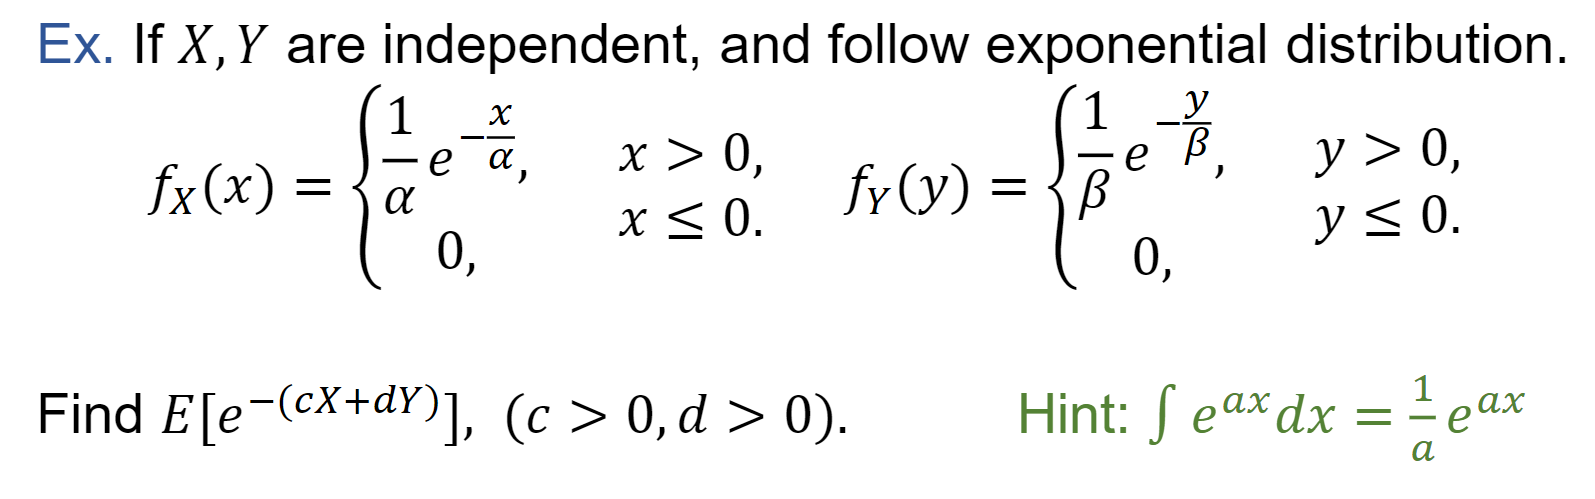 Ex. If X, Y are independent, and follow exponential distribution.
f_X(x) = { 1/α e^{-x/α}, x > 0, 0, x ≤ 0. f_Y(y) = { 1/β e^{-y/β}, y > 0, 0, y ≤ 0.
Find E[e^{-(cX+dY)}], (c > 0, d > 0). Hint: ∫ e^{ax} dx = 1/a e^{ax}